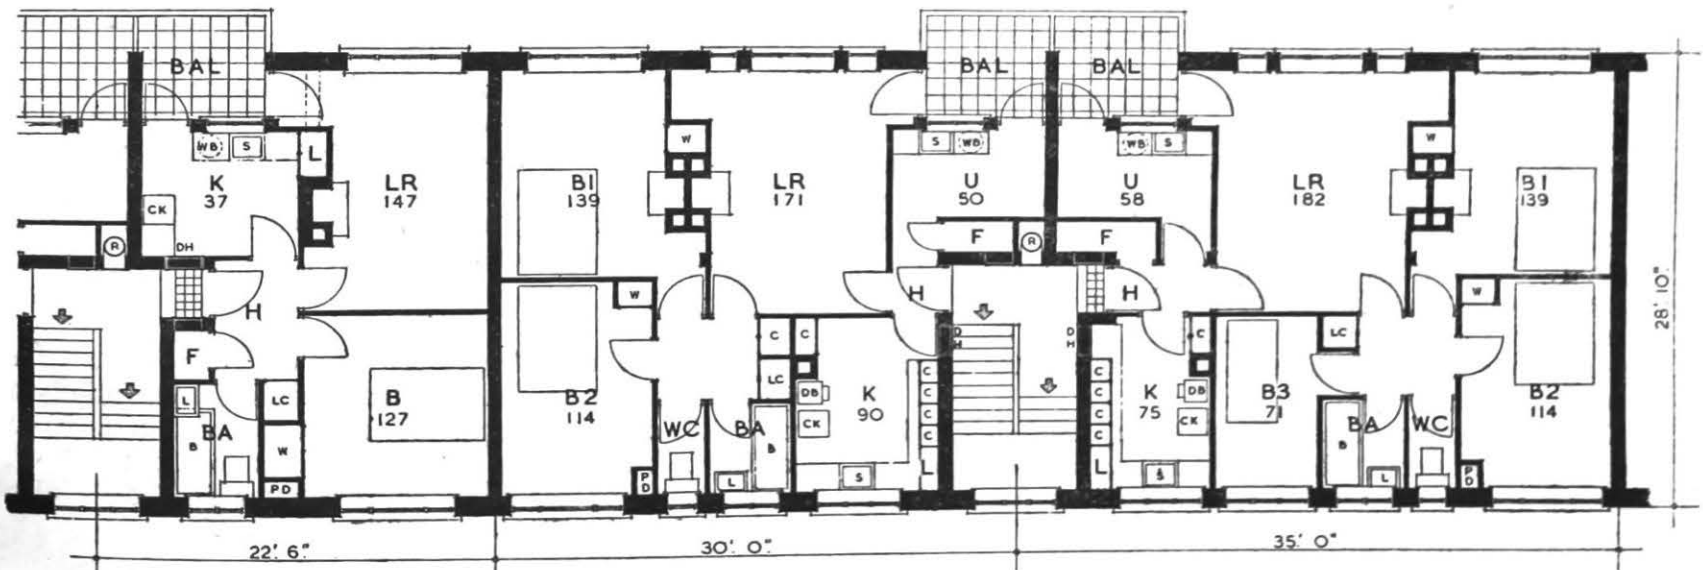 BAL
BAL
BAL
WB
S
L
K
37
CK
LR
147
DH
R
H
F
L
BA
B
LC
W
PD
B
127
B1
139
W
LR
171
S
WB
U
50
F
R
H
W
B2
114
PD
WC
BA
B
L
C
C
LC
DB
CK
K
90
S
C
C
C
C
L
DH
DH
WB
S
U
58
F
H
LR
182
W
B1
139
C
C
C
C
L
K
75
C
DB
CK
S
B3
71
LC
B
BA
L
WC
W
B2
114
PD
28' 10"
22'. 6"
30'. 0"
35'. 0"